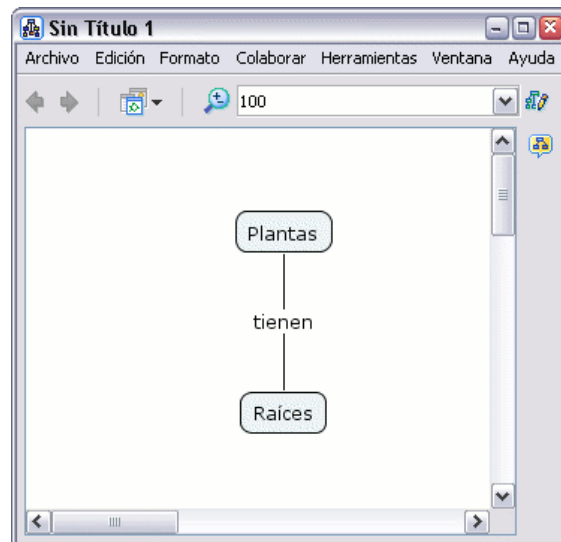 Sin Título 1
Archivo Edición Formato Colaborar Herramientas Ventana Ayuda
100
Plantas
tienen
Raíces